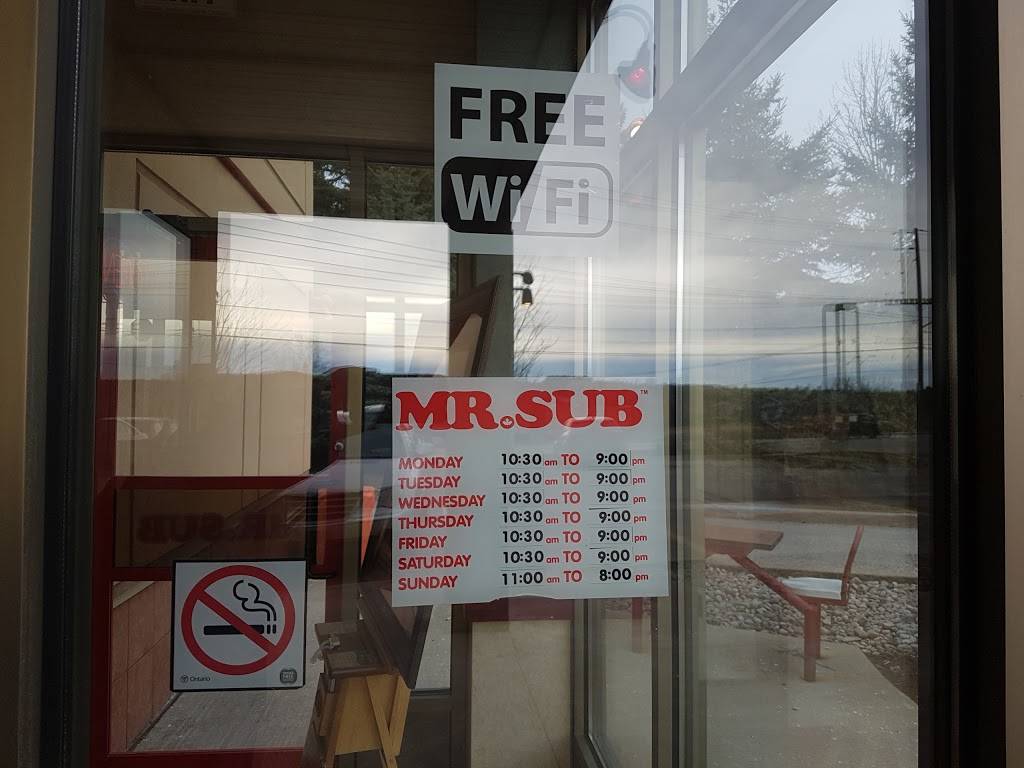 FREE
WiFi
MR.SUB™
MONDAY 10:30 am TO 9:00 pm
TUESDAY 10:30 am TO 9:00 pm
WEDNESDAY 10:30 am TO 9:00 pm
THURSDAY 10:30 am TO 9:00 pm
FRIDAY 10:30 am TO 9:00 pm
SATURDAY 10:30 am TO 9:00 pm
SUNDAY 11:00 am TO 8:00 pm
MR.SUB
Ontario